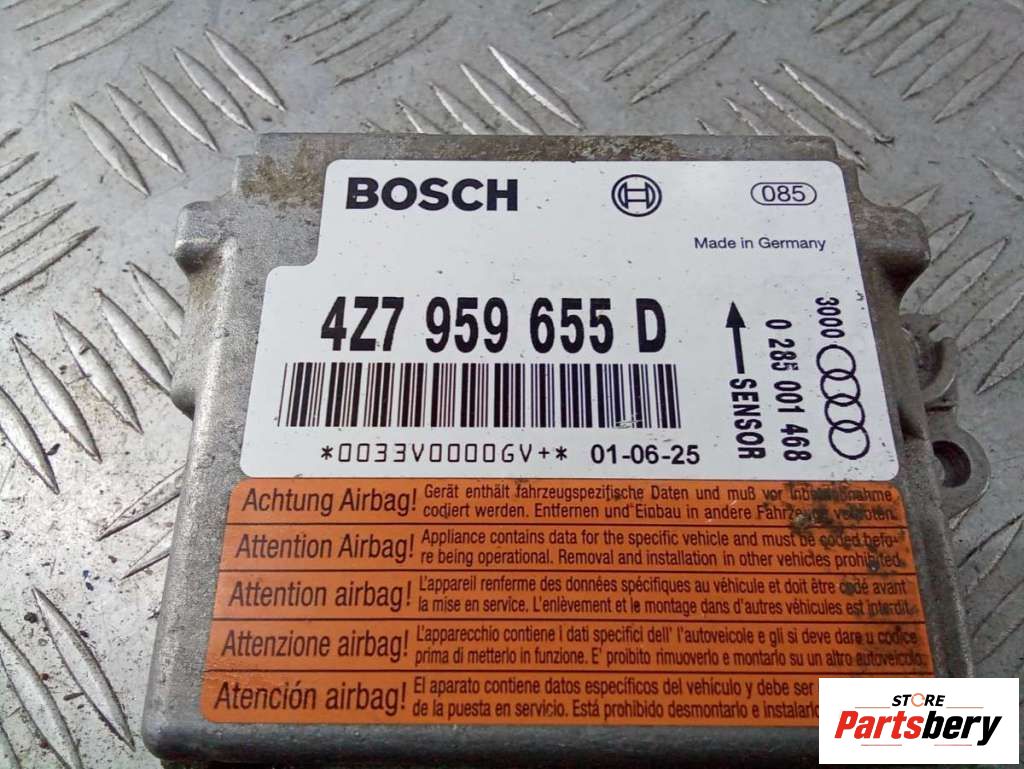 BOSCH
085
Made in Germany
4Z7 959 655 D
SENSOR
0 285 001 468
3000
*0033V00006V+* 01-06-25
Achtung Airbag! Gerät enthält fahrzeugspezifische Daten und muß vor Inbetriebnahme
codiert werden. Entfernen und Einbau in andere Fahrzeuge verboten.
Attention Airbag! Appliance contains data for the specific vehicle and must be coded befo-
re being operational. Removal and installation in other vehicles prohibited.
Attention airbag! L'appareil renferme des données spécifiques au véhicule et doit être codé avant
la mise en service. L'enlèvement et le montage dans d'autres véhicules est interdit.
Attenzione airbag! L'apparecchio contiene i dati specifici dell' l'autoveicole e gli si deve dare u codice
prima di metterlo in funzione. E' proibito rimuoverlo e montarlo su un altro autoveicolo.
Atención airbag! El aparato contiene datos específicos del vehículo y debe ser
de la puesta en servicio. Está prohibido desmontarlo e instalarlo
STORE
Partsbery